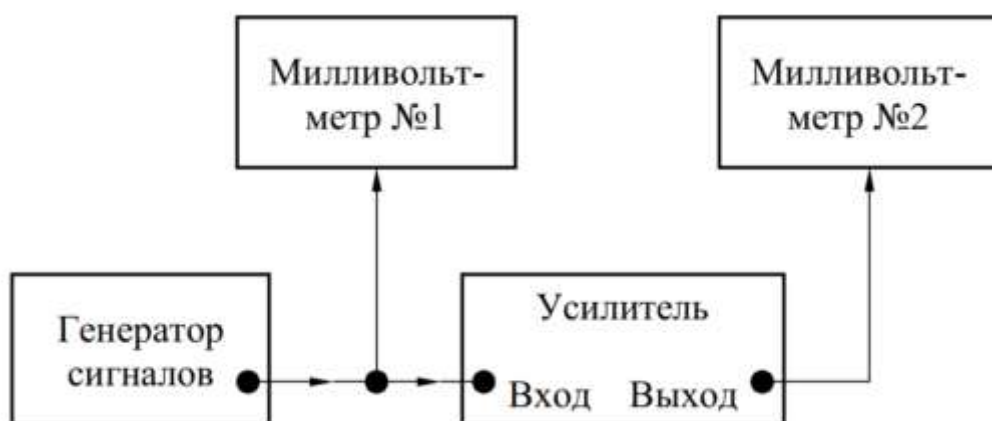 Милливольт-
метр №1
Милливольт-
метр №2
Генератор
сигналов
Усилитель
Вход Выход